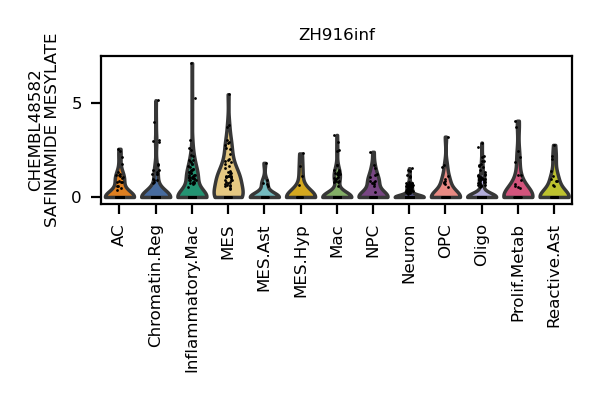 ZH916inf
CHEMBL48582
SAFINAMIDE MESYLATE
5
0
AC
Chromatin.Reg
Inflammatory.Mac
MES
MES.Ast
MES.Hyp
Mac
NPC
Neuron
OPC
Oligo
Prolif.Metab
Reactive.Ast